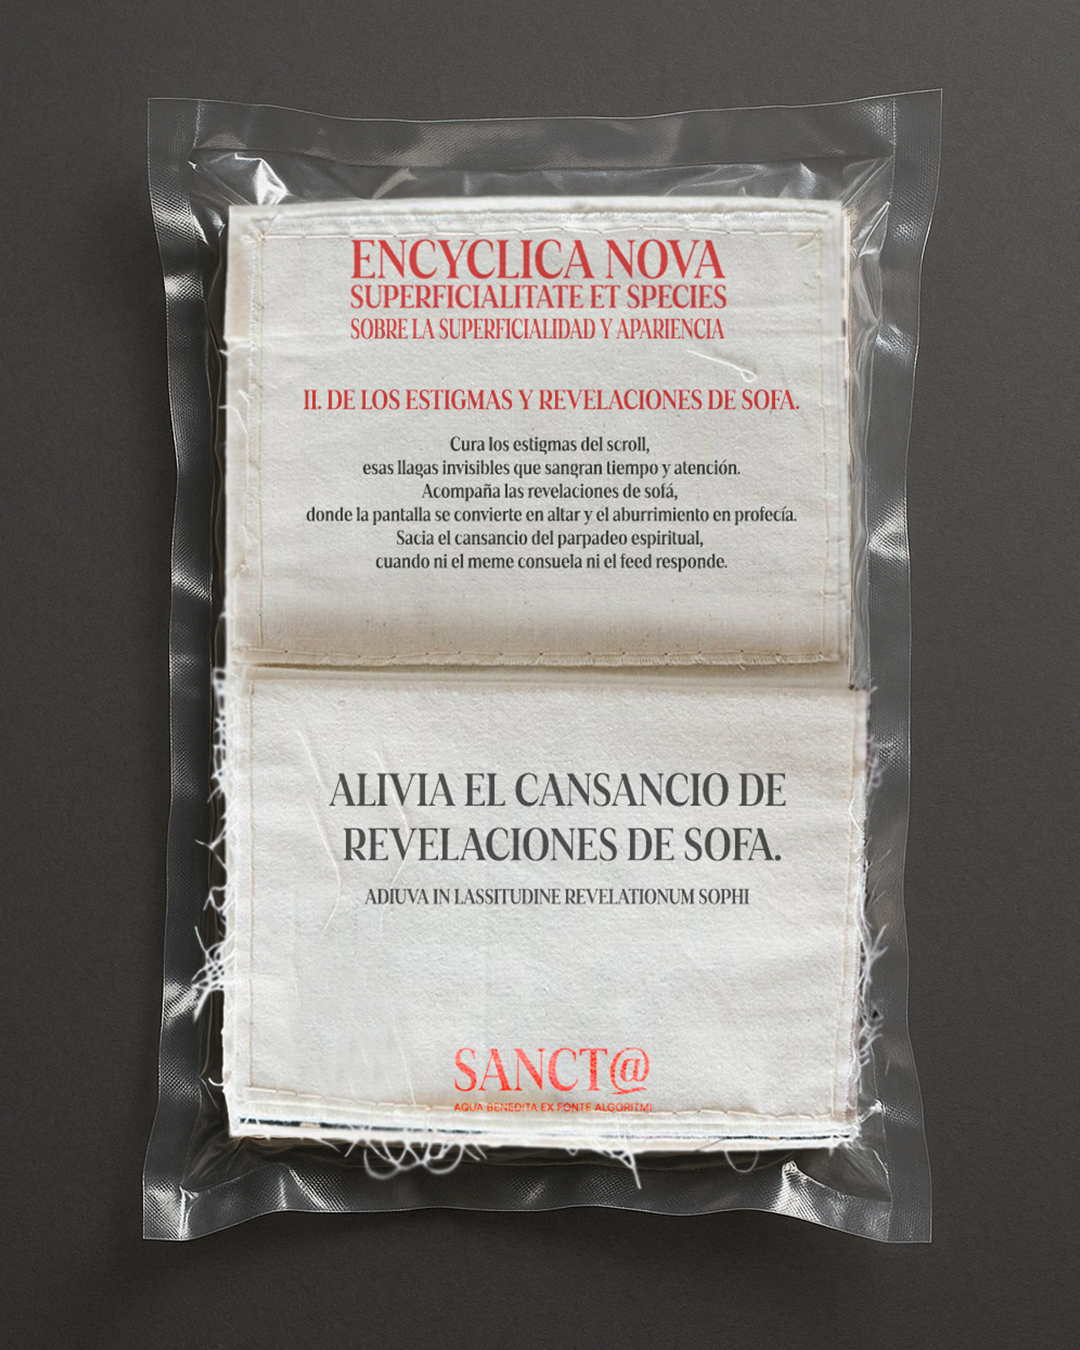 ENCYCLICA NOVA
SUPERFICIALITATE ET SPECIES
SOBRE LA SUPERFICIALIDAD Y APARIENCIA
II. DE LOS ESTIGMAS Y REVELACIONES DE SOFA.
Cura los estigmas del scroll,
esas llagas invisibles que sangran tiempo y atención.
Acompaña las revelaciones de sofá,
donde la pantalla se convierte en altar y el aburrimiento en profecía.
Sacia el cansancio del parpadeo espiritual,
cuando ni el meme consuela ni el feed responde.
ALIVIA EL CANSANCIO DE
REVELACIONES DE SOFA.
ADIUVA IN LASSITUDINE REVELATIONUM SOPHI
SANCT@
AQUA BENEDITA EX FONTE ALGORITMI